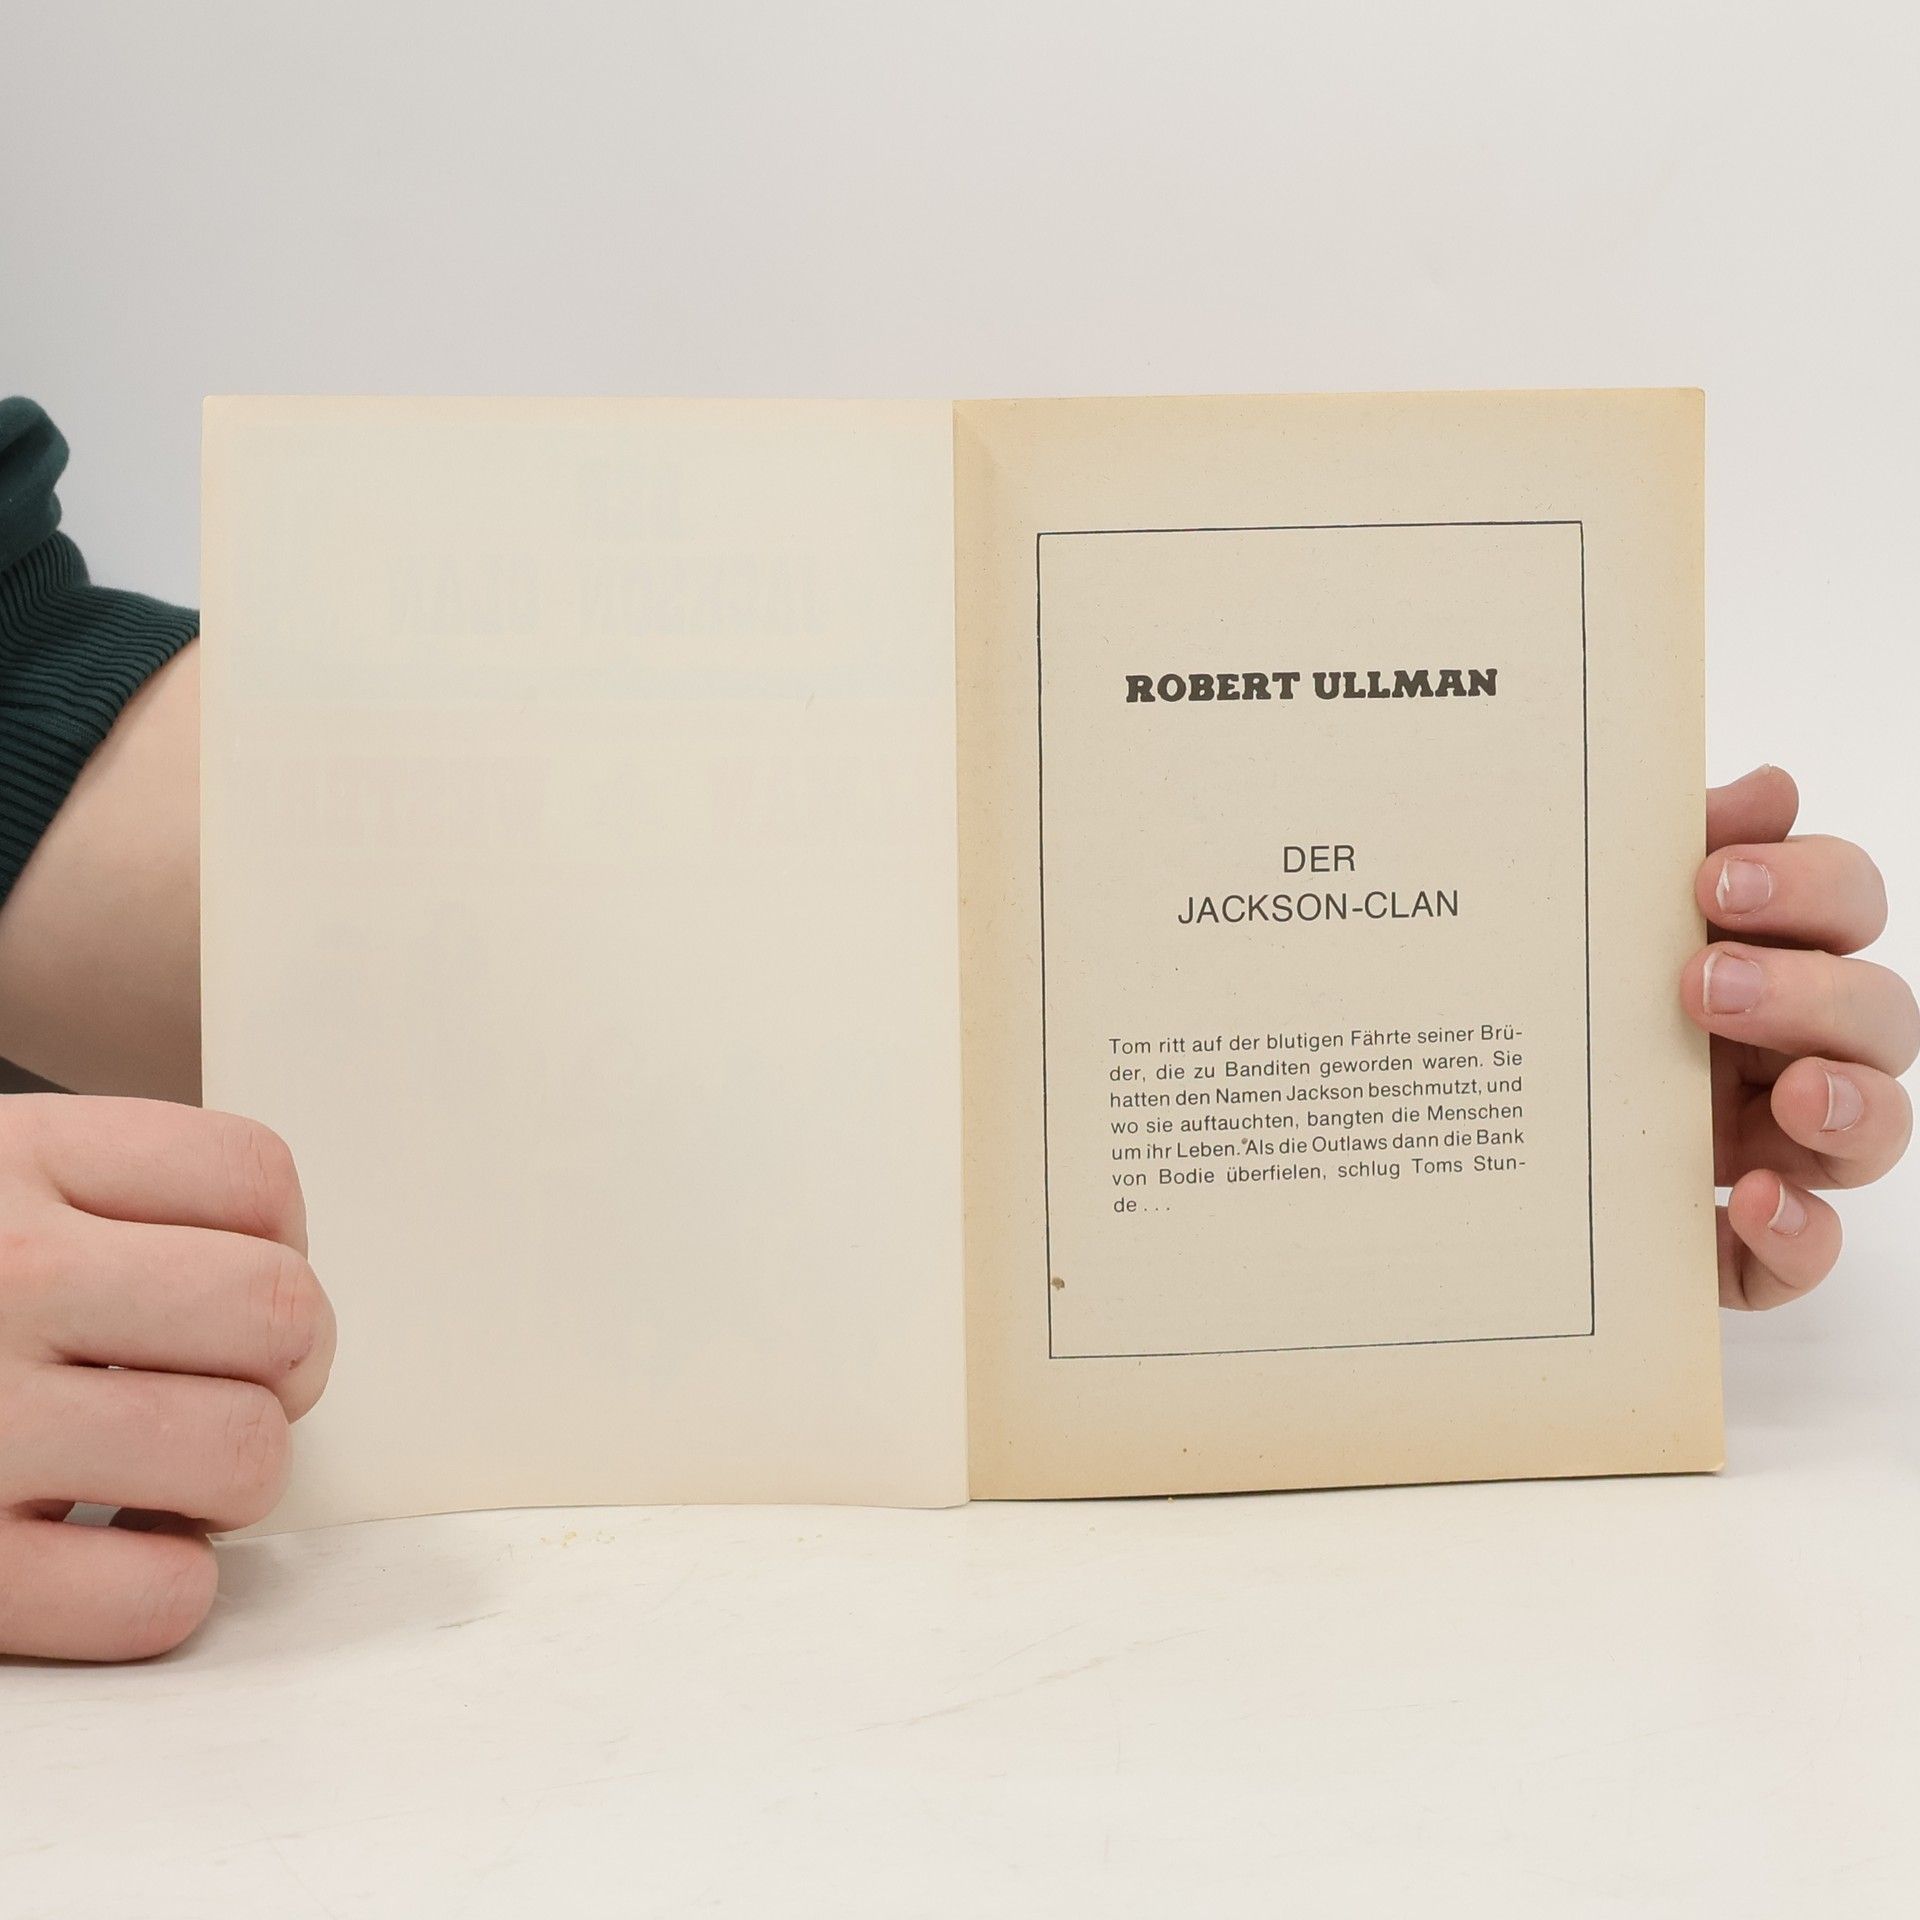 ROBERT ULLMAN
DER
JACKSON-CLAN
Tom ritt auf der blutigen Fährte seiner Brü-
der, die zu Banditen geworden waren. Sie
hatten den Namen Jackson beschmutzt, und
wo sie auftauchten, bangten die Menschen
um ihr Leben. Als die Outlaws dann die Bank
von Bodie überfielen, schlug Toms Stun-
de . . .